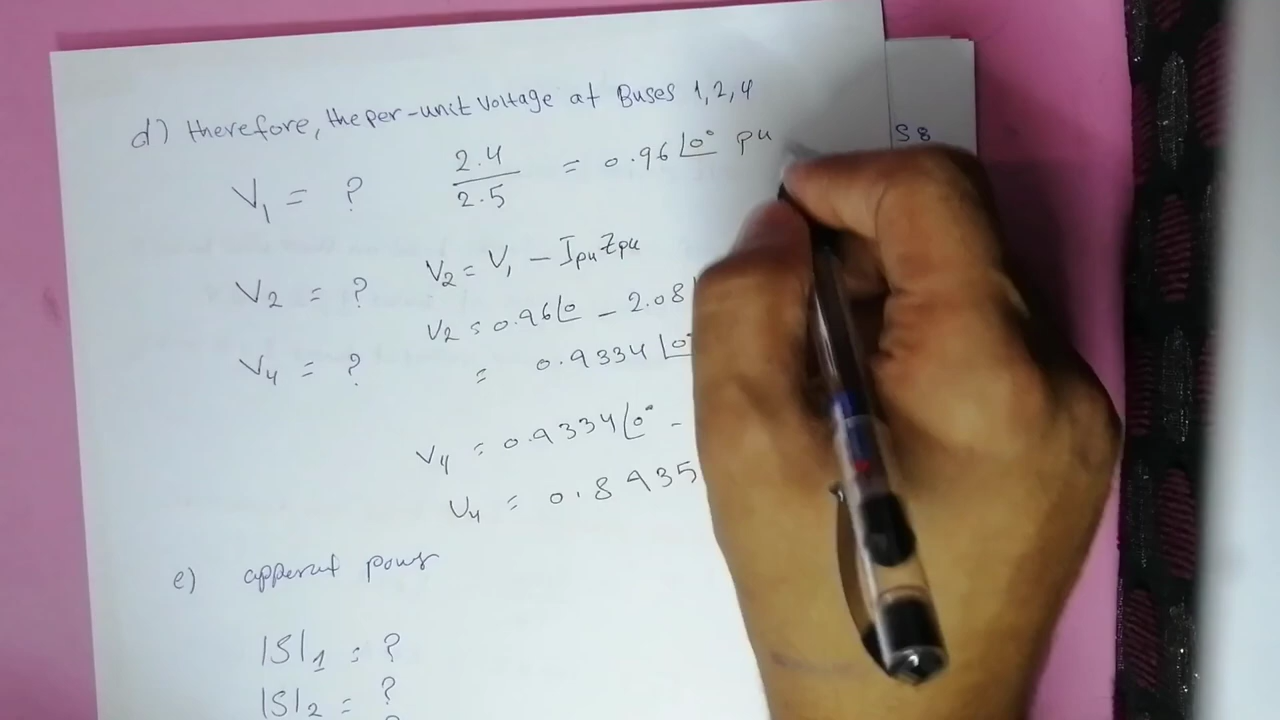 d) therefore, the per-unit voltage at Buses 1, 2, 4
V₁ = ? 2.4/2.5 = 0.96∠0° pu
S8
V₂ = ? V₂ = V₁ - Ipu Zpu
V₂ = 0.96∠0 - 2.08
V₄ = ? = 0.9334∠0°
V₄ = 0.9334∠0° -
V₄ = 0.8935
e) apperat power
|S|₁ = ?
|S|₂ = ?